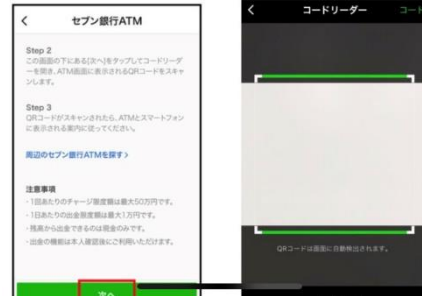 セブン銀行ATM
Step 2
この画面の下にある[次へ]をタップしてコードリーダ
ーを開き、ATM画面に表示されるQRコードをスキャ
ンします。
Step 3
QRコードがスキャンされたら、ATMとスマートフォン
に表示される案内に従ってください。
周辺のセブン銀行ATMを探す>
注意事項
・1回あたりのチャージ限度額は最大50万円です。
・1日あたりの出金限度額は最大1万円です。
・残高から出金できるのは現金のみです。
・出金の機能は本人確認後にご利用いただけます。
次へ
コードリーダー
コード
QRコードは画面に自動検出されます。